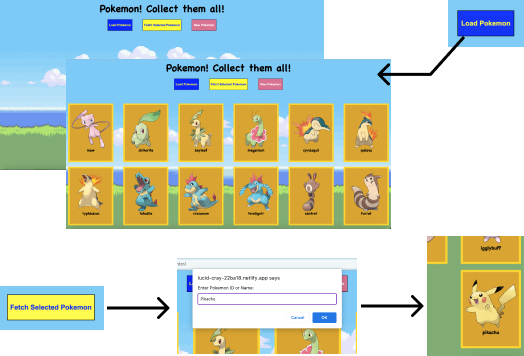 Pokemon! Collect them all!
Load Pokemon
Fetch Selected Pokemon
New Pokemon
Load Pokemon
Pokemon! Collect them all!
Load Pokemon
Fetch Selected Pokemon
New Pokemon
mew
chikorita
bayleef
meganium
cyndaquil
quilava
typhlosion
totodile
croconaw
feraligatr
sentret
furret
Fetch Selected Pokemon
html
lucid-cray-22ba18.netlify.app says
Enter Pokemon ID or Name:
Pikachu
Cancel
OK
igglybuff
pikachu